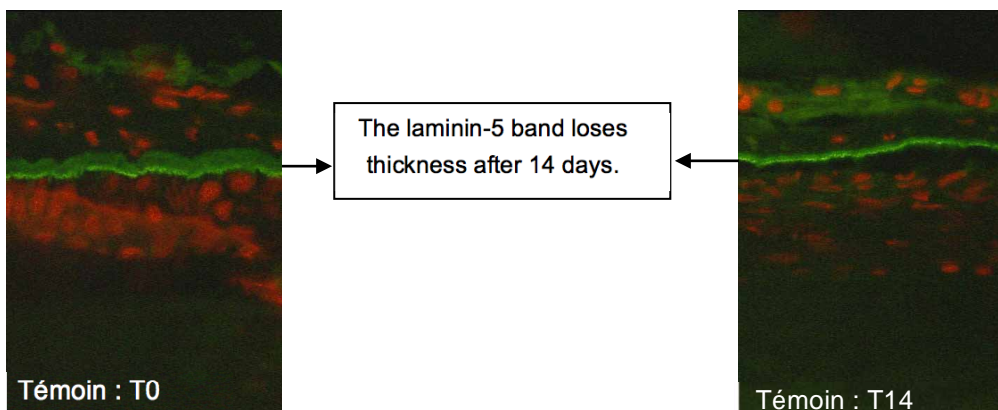 The laminin-5 band loses
thickness after 14 days.
Témoin : T0
Témoin : T14